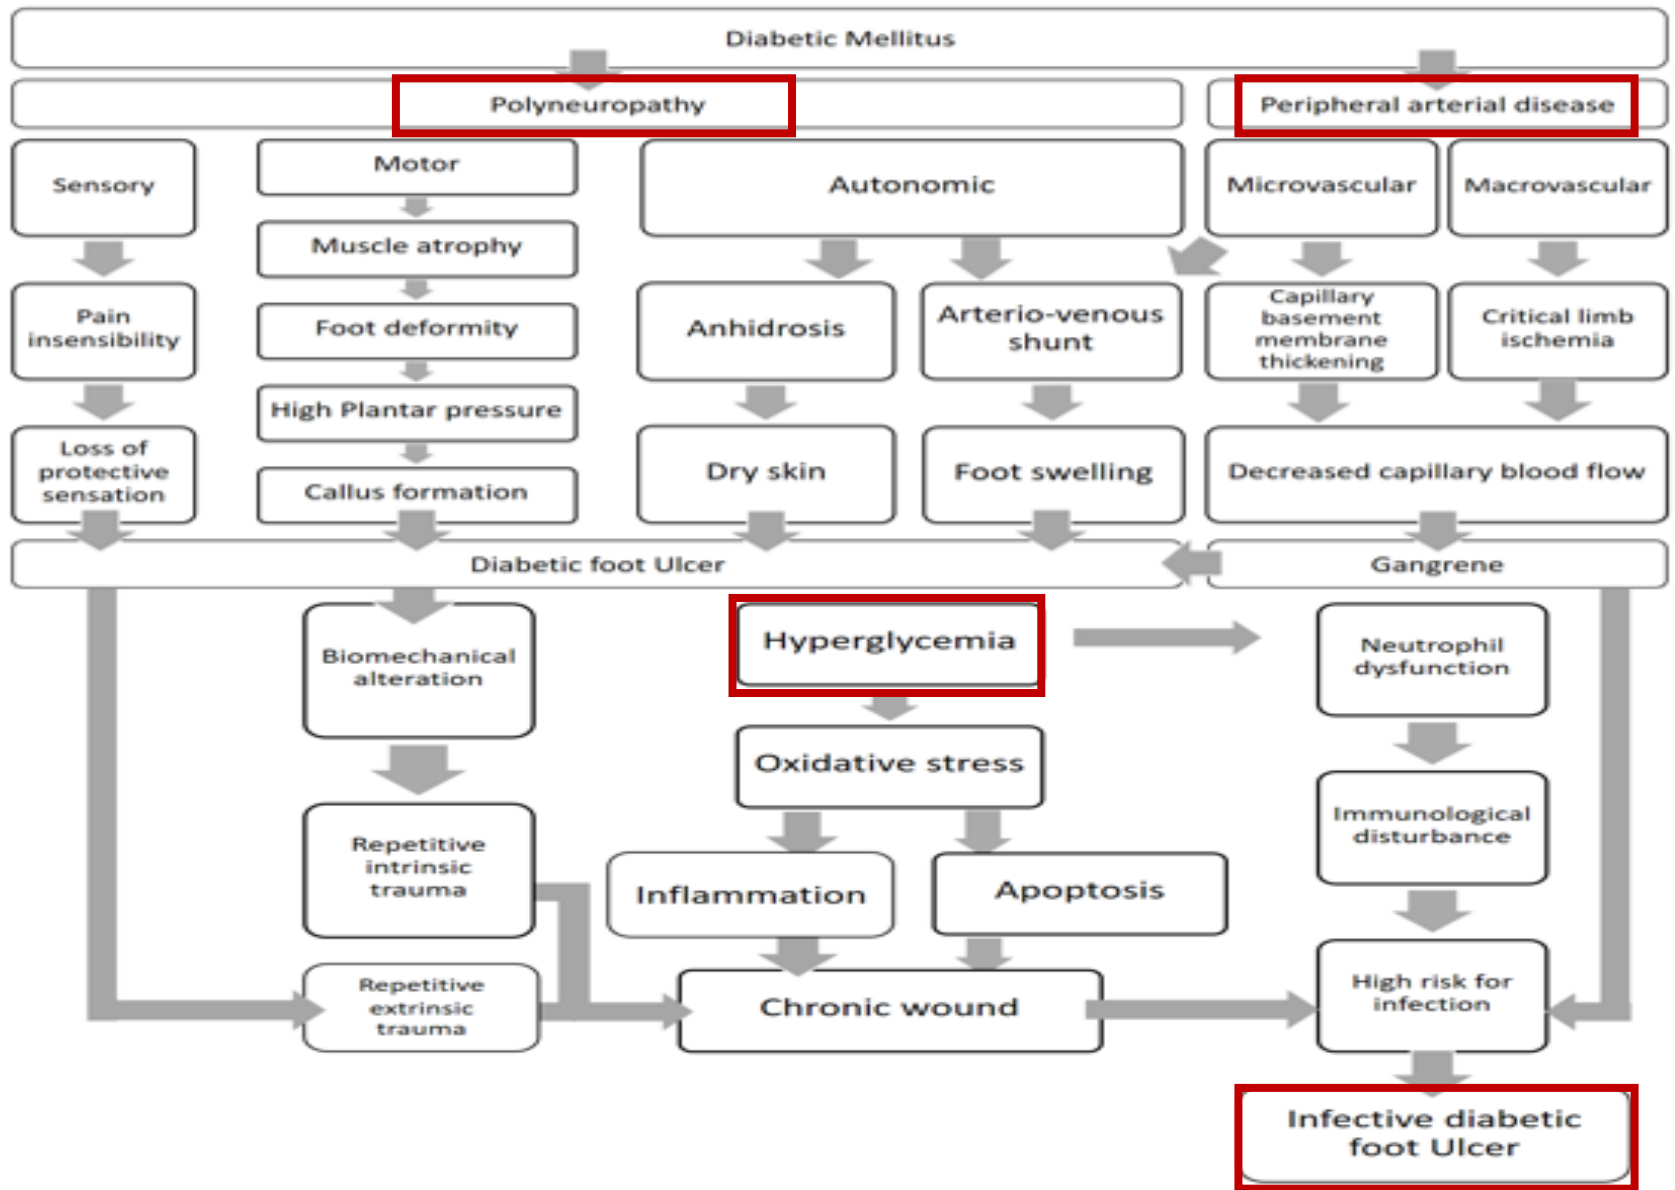 Diabetic Mellitus
Polyneuropathy
Peripheral arterial disease
Sensory
Motor
Autonomic
Microvascular
Macrovascular
Muscle atrophy
Pain
insensibility
Foot deformity
Anhidrosis
Arterio-venous
shunt
Capillary
basement
membrane
thickening
Critical limb
ischemia
High Plantar pressure
Loss of
protective
sensation
Callus formation
Dry skin
Foot swelling
Decreased capillary blood flow
Diabetic foot Ulcer
Gangrene
Biomechanical
alteration
Hyperglycemia
Neutrophil
dysfunction
Oxidative stress
Repetitive
intrinsic
trauma
Inflammation
Apoptosis
Immunological
disturbance
Repetitive
extrinsic
trauma
Chronic wound
High risk for
infection
Infective diabetic
foot Ulcer